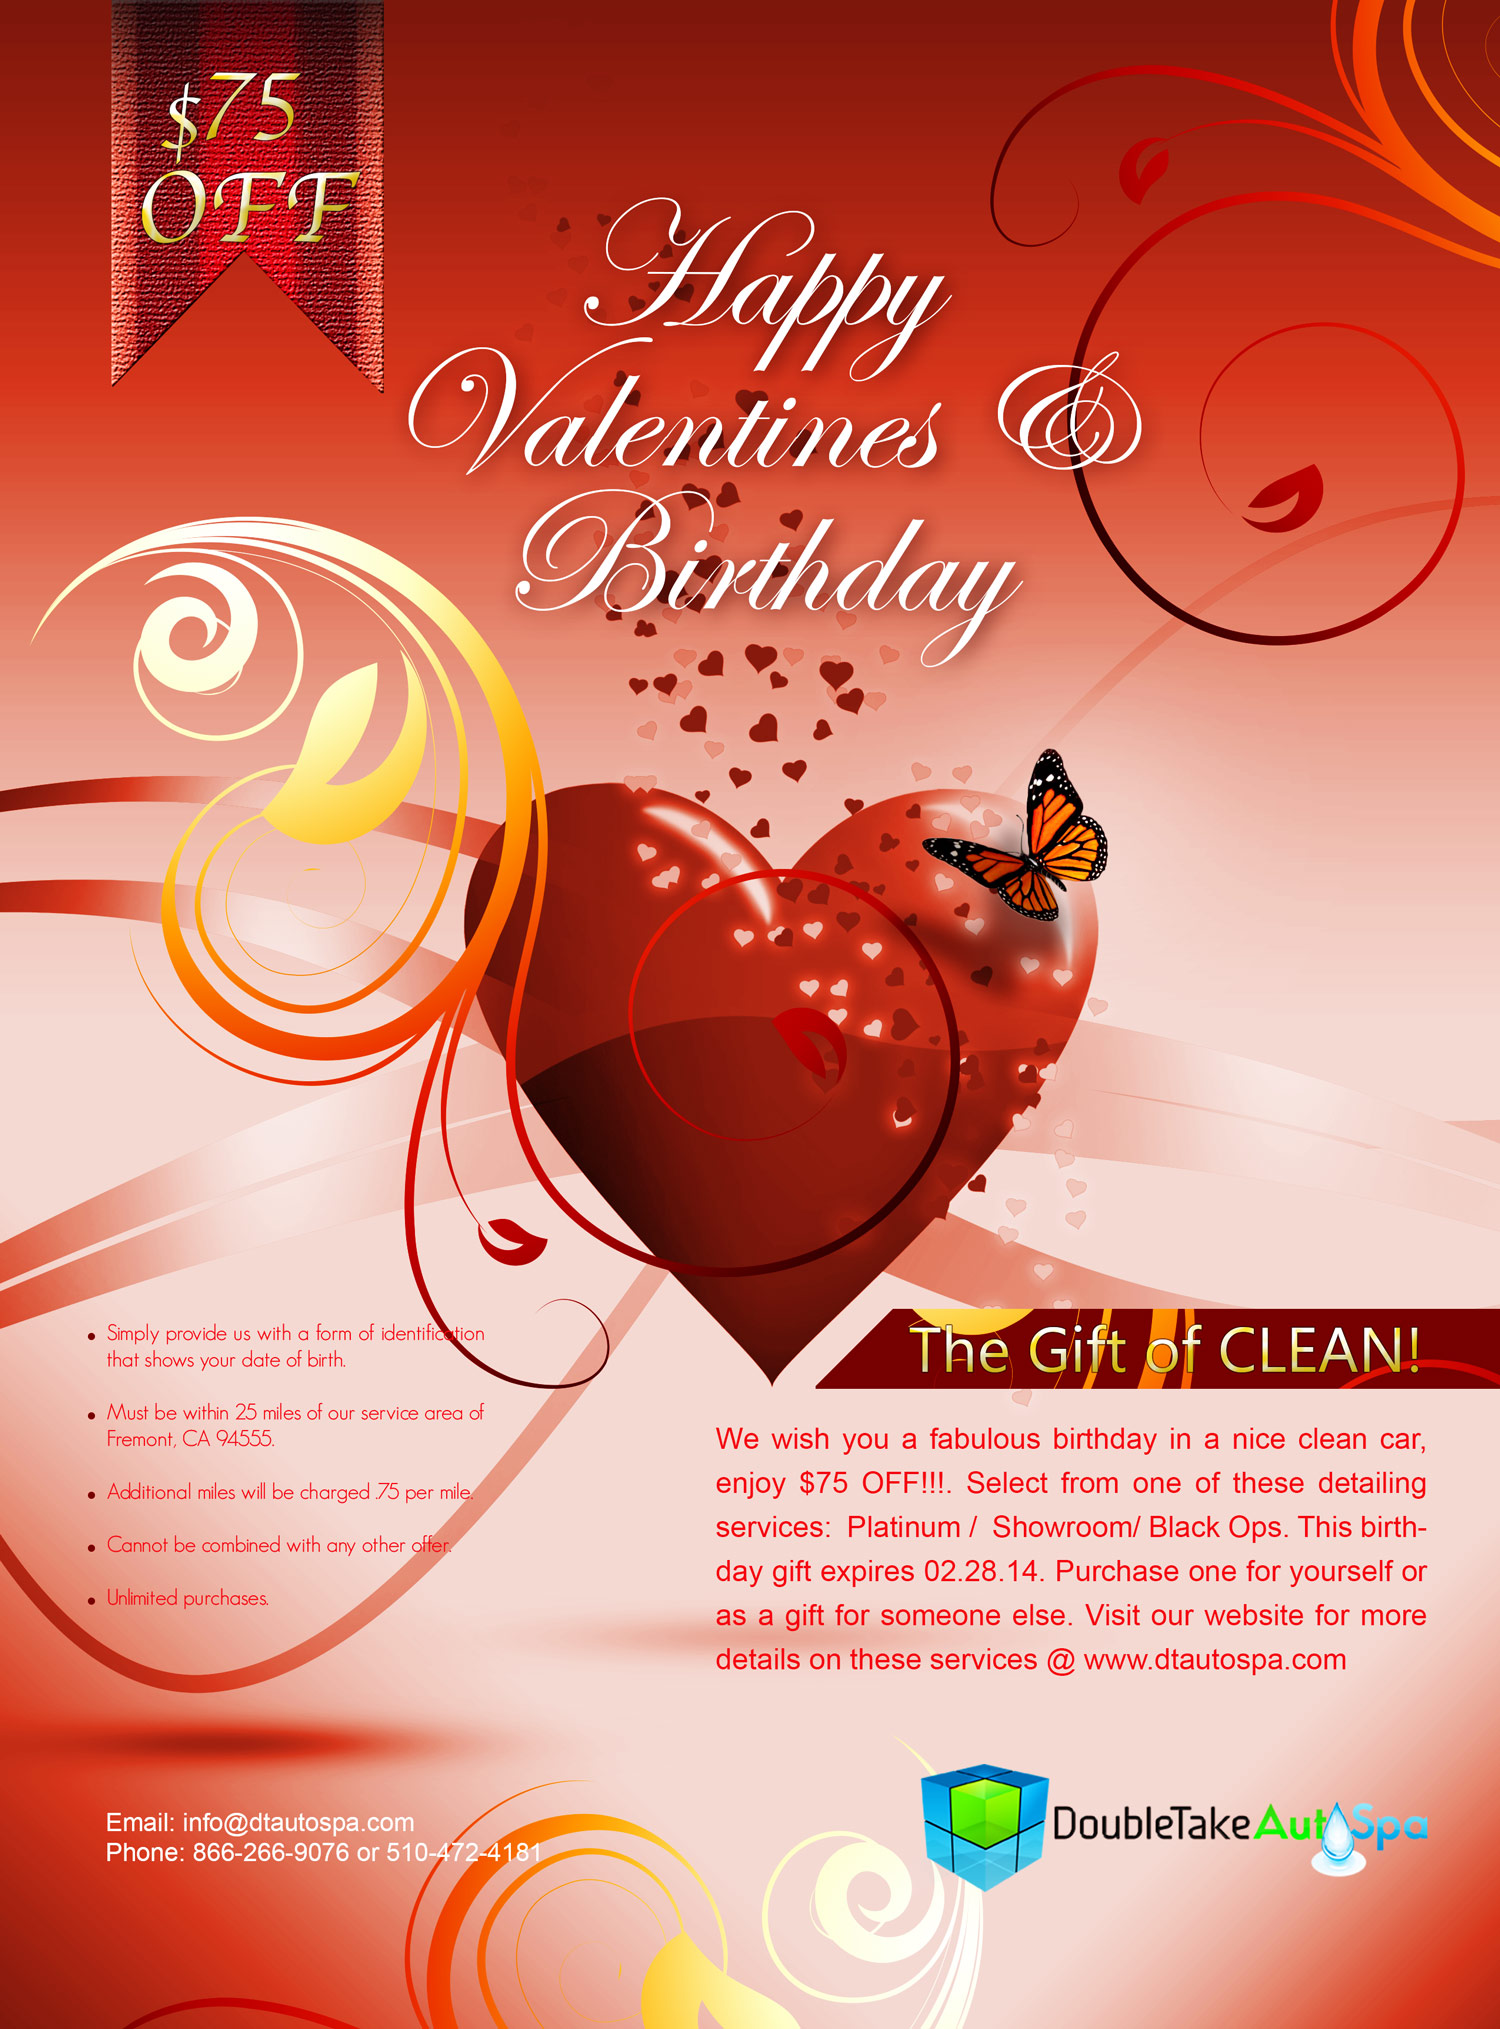 $75
OFF
Happy
Valentines &
Birthday
• Simply provide us with a form of identification
that shows your date of birth.
• Must be within 25 miles of our service area of
Fremont, CA 94555.
• Additional miles will be charged .75 per mile.
• Cannot be combined with any other offer.
• Unlimited purchases.
The Gift of CLEAN!
We wish you a fabulous birthday in a nice clean car,
enjoy $75 OFF!!!. Select from one of these detailing
services: Platinum / Showroom/ Black Ops. This birth-
day gift expires 02.28.14. Purchase one for yourself or
as a gift for someone else. Visit our website for more
details on these services @ www.dtautospa.com
Email: info@dtautospa.com
Phone: 866-266-9076 or 510-472-4181
DoubleTakeAutoSpa